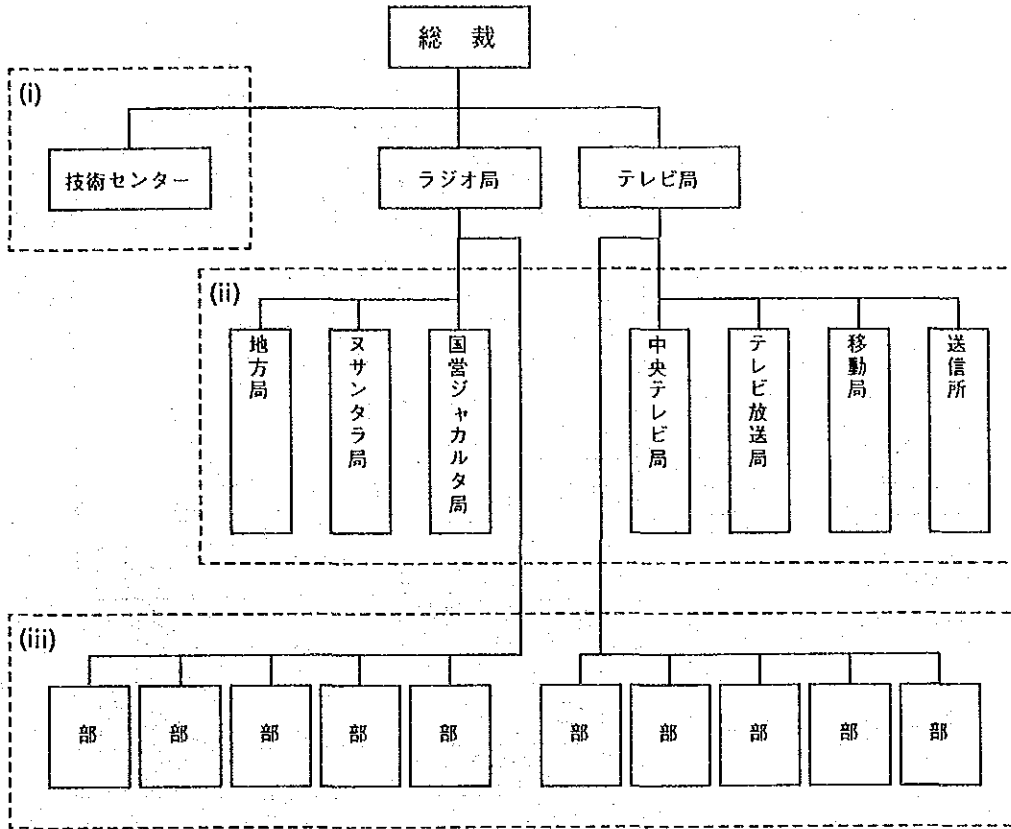 総裁
(i)
技術センター
ラジオ局
テレビ局
(ii)
地方局
ヌサンタラ局
国営ジャカルタ局
中央テレビ局
テレビ放送局
移動局
送信所
(iii)
部
部
部
部
部
部
部
部
部
部